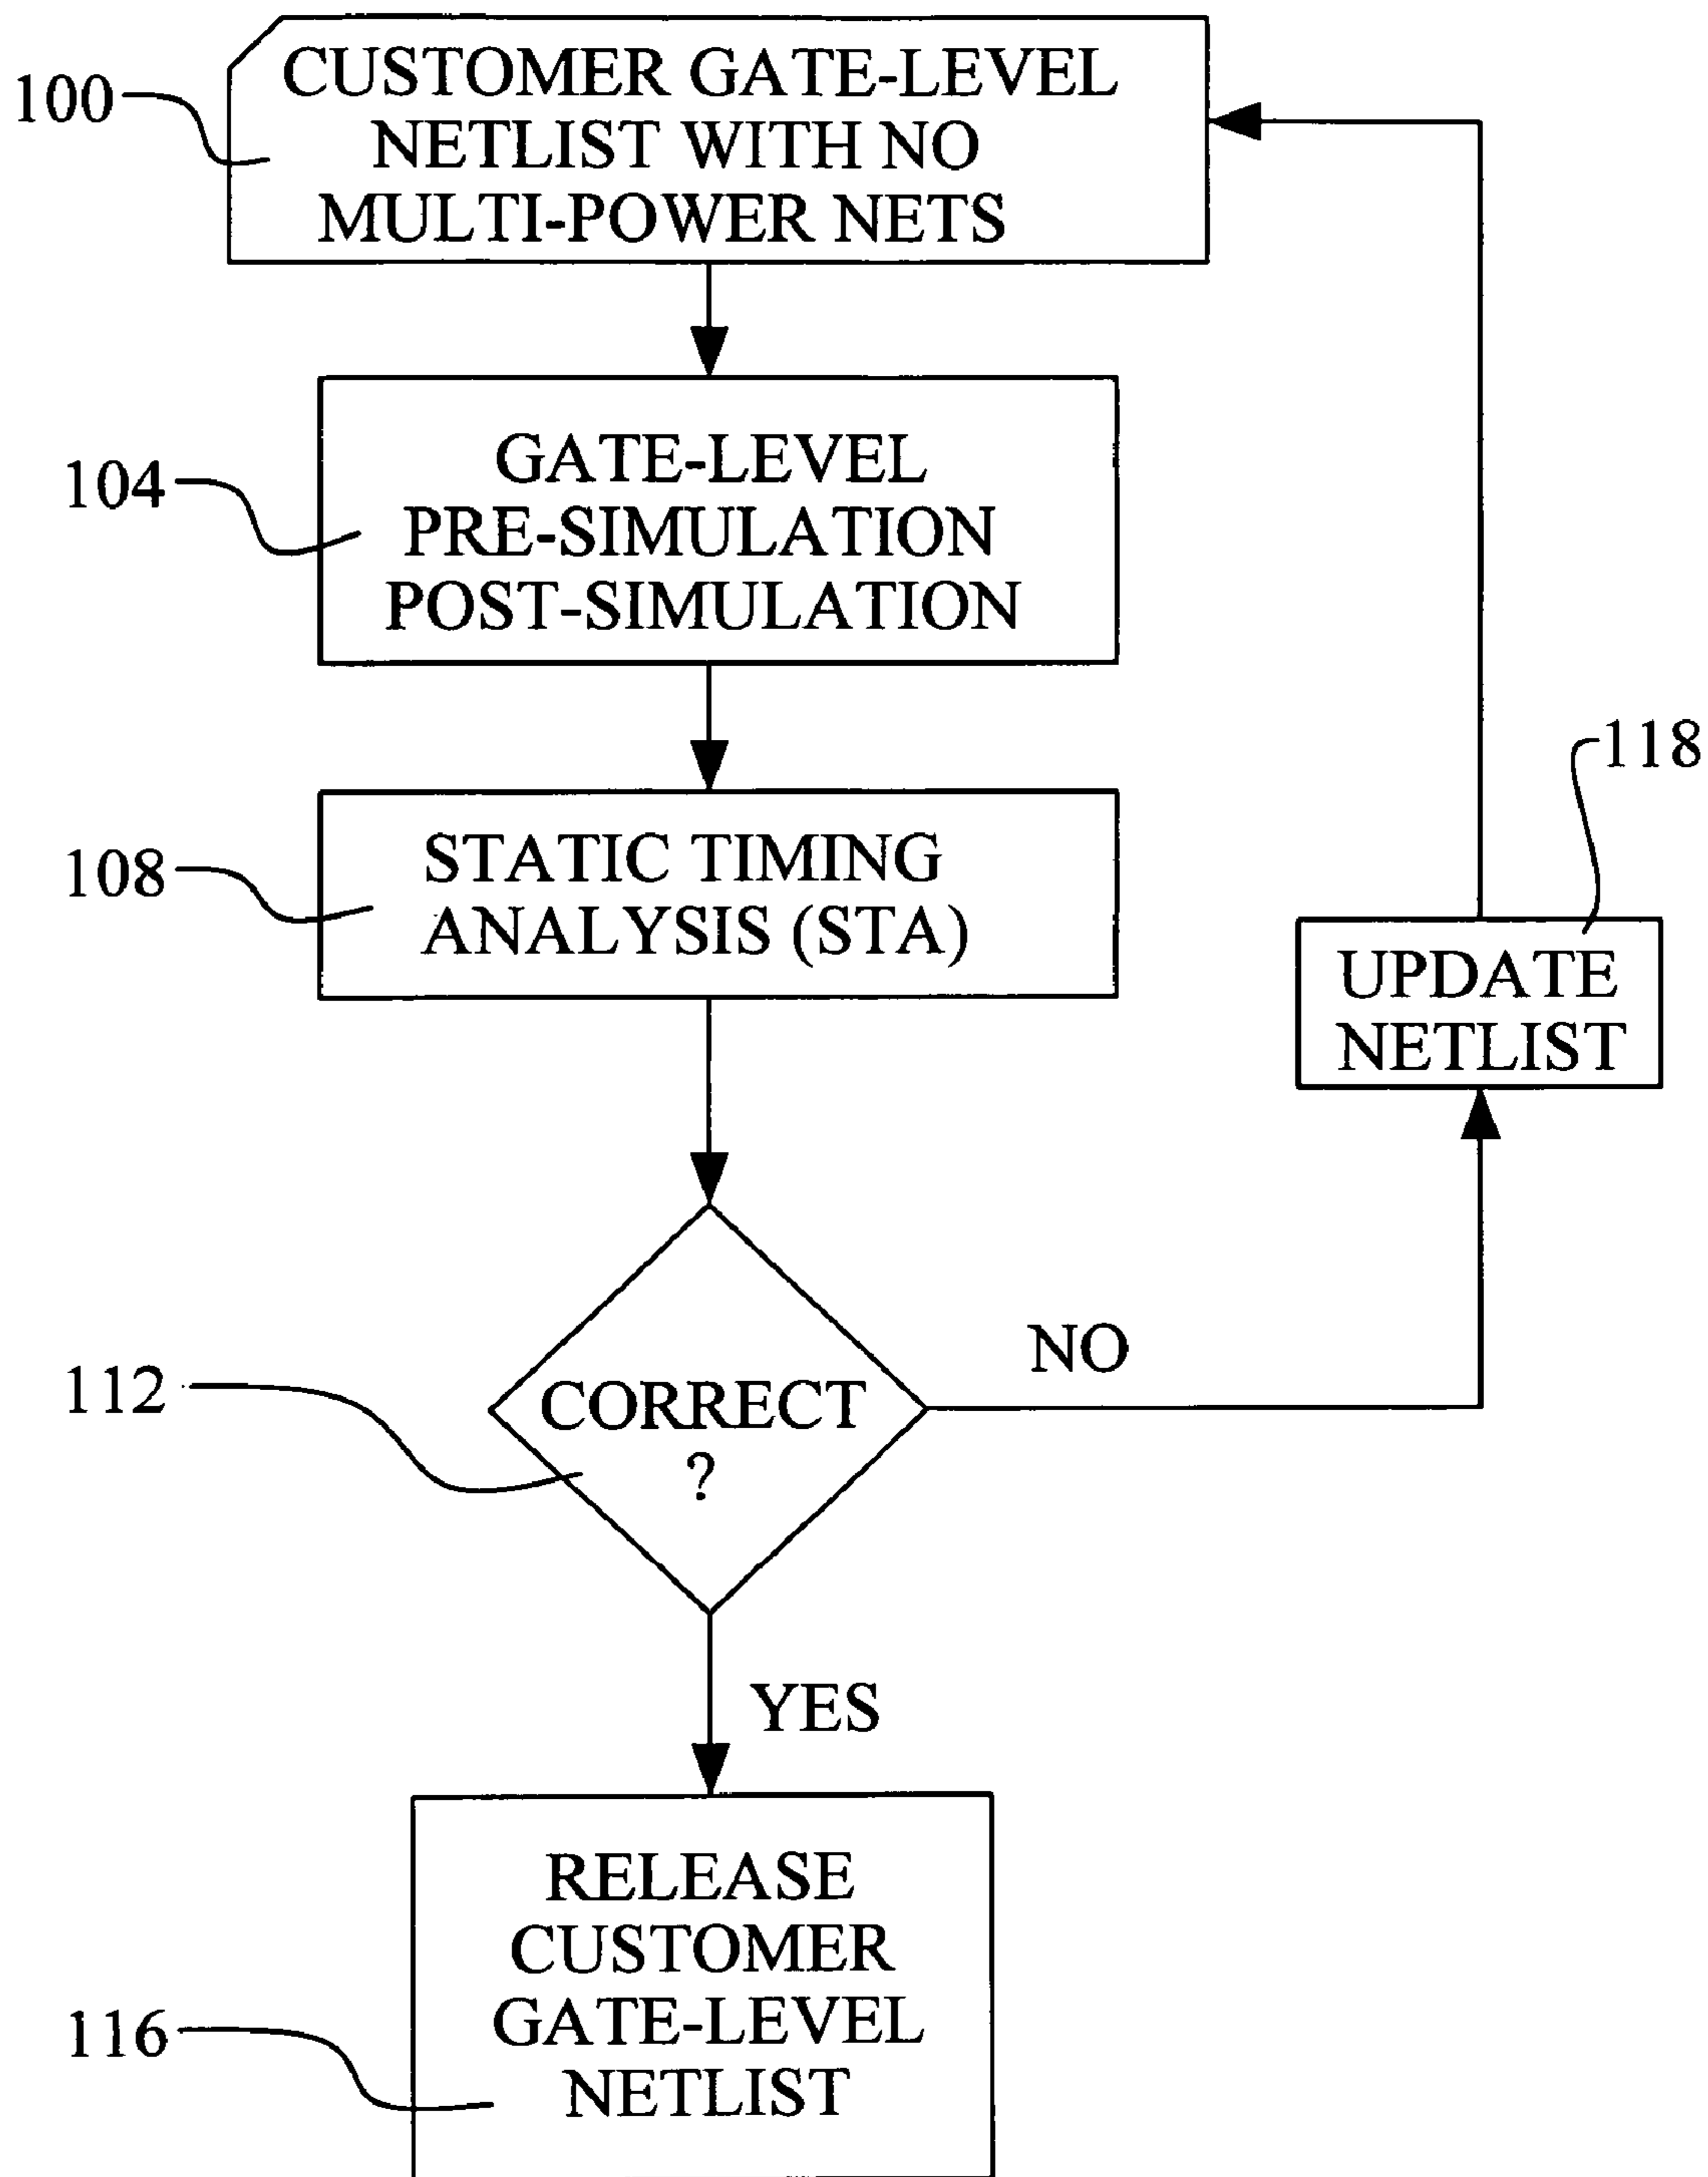 100
CUSTOMER GATE-LEVEL
NETLIST WITH NO
MULTI-POWER NETS
104
GATE-LEVEL
PRE-SIMULATION
POST-SIMULATION
108
STATIC TIMING
ANALYSIS (STA)
118
UPDATE
NETLIST
112
CORRECT
?
NO
YES
116
RELEASE
CUSTOMER
GATE-LEVEL
NETLIST